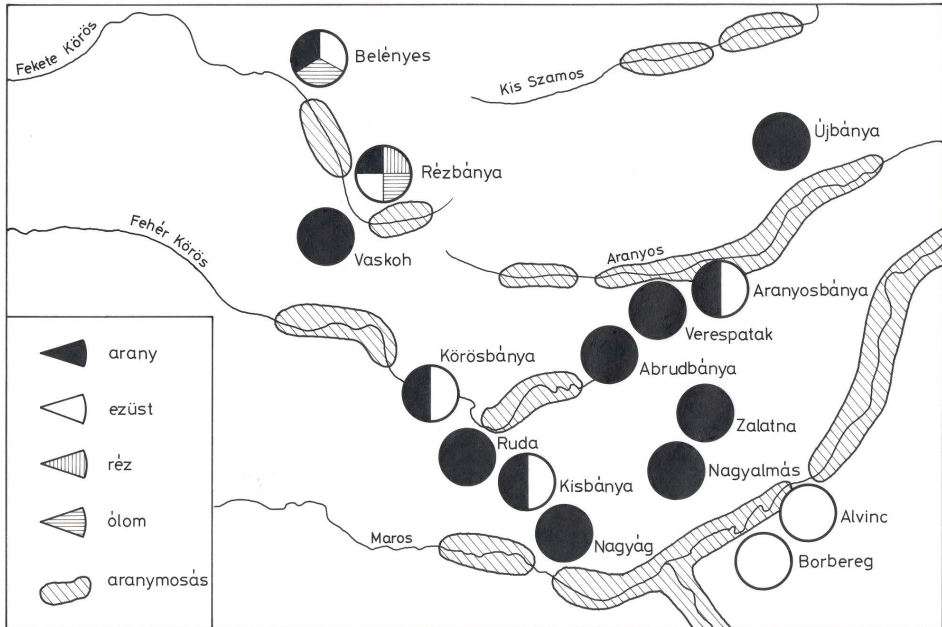 Fekete Körös
Belényes
Kis Szamos
Újbánya
Rézbánya
Fehér Körös
Vaskoh
Aranyos
Aranyosbánya
Verespatak
Körösbánya
Abrudbánya
Zalatna
Ruda
Nagyalmás
Kisbánya
Alvinc
Maros
Nagyág
Borbereg
arany
ezüst
réz
ólom
aranymosás